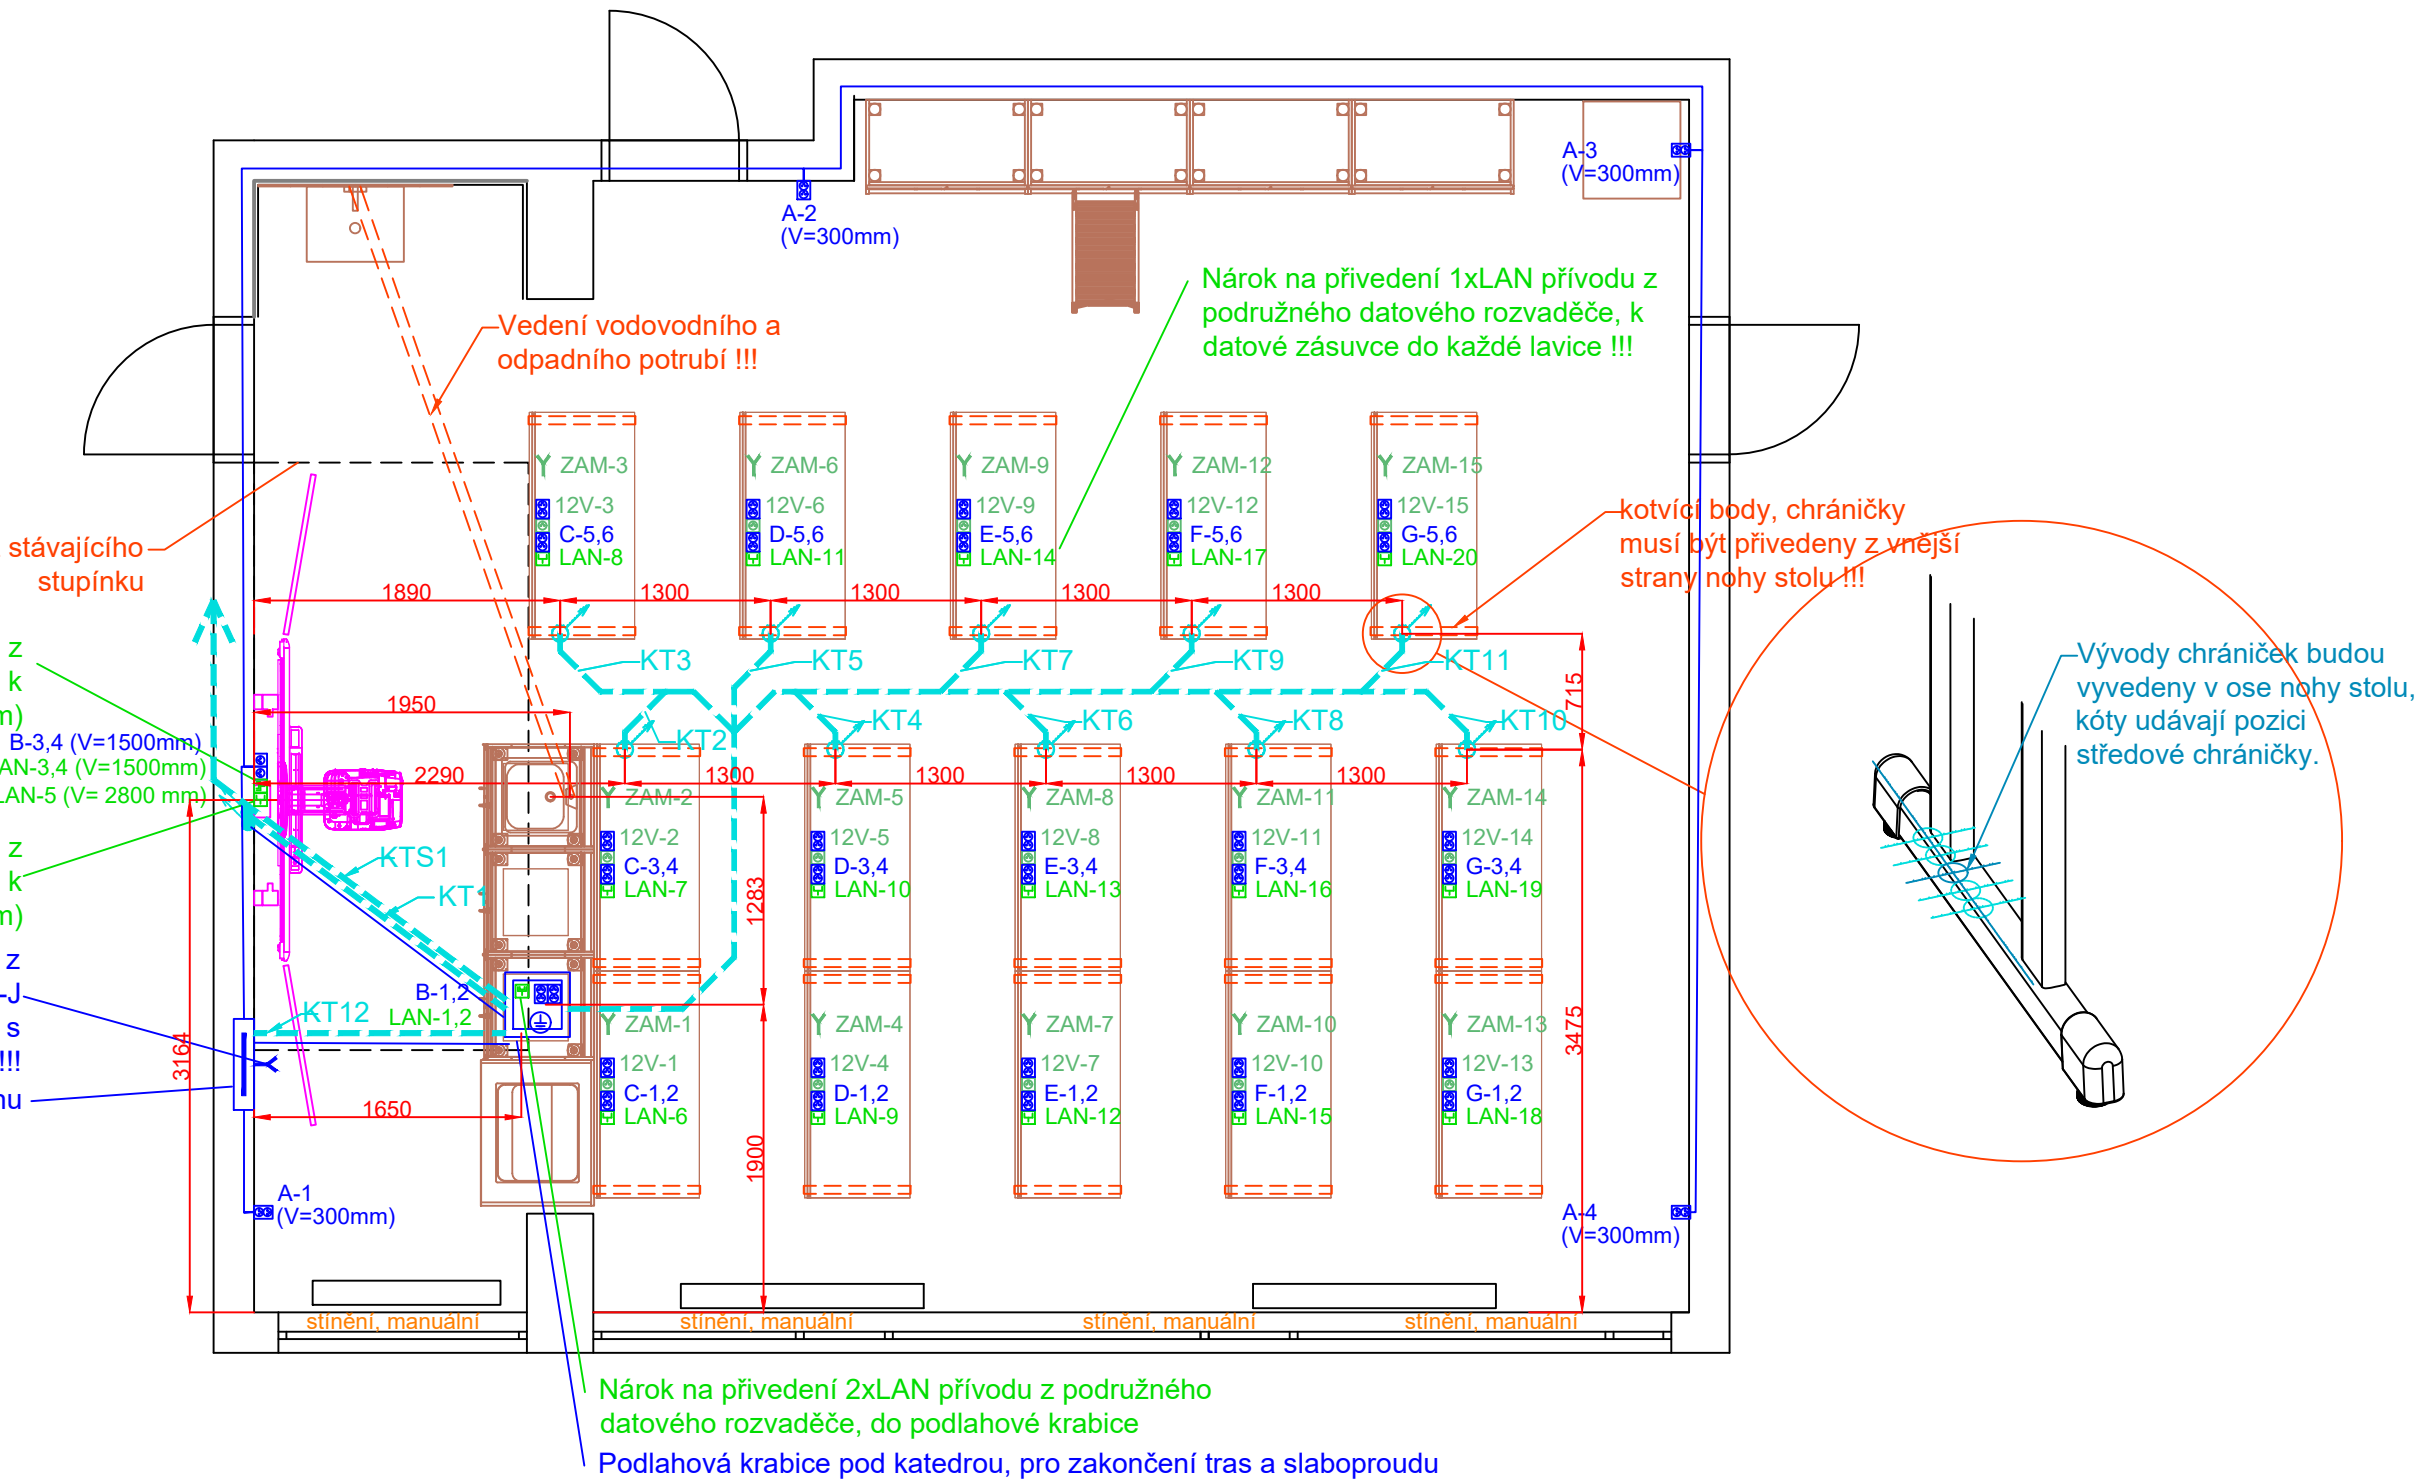 A-3
(V=300mm)
A-2
(V=300mm)
Nárok na přivedení 1xLAN přívodu z
podružného datového rozvaděče, k
datové zásuvce do každé lavice !!!
Vedení vodovodního a
odpadního potrubí !!!
ZAM-3
ZAM-6
ZAM-9
ZAM-12
ZAM-15
12V-3
12V-6
12V-9
12V-12
12V-15
C-5,6
D-5,6
E-5,6
F-5,6
G-5,6
LAN-8
LAN-11
LAN-14
LAN-17
LAN-20
kotvící body, chráničky
musí být přivedeny z vnější
strany nohy stolu !!!
stávajícího
stupínku
1890
1300
1300
1300
1300
KT3
KT5
KT7
KT9
KT11
Vývody chrániček budou
vyvedeny v ose nohy stolu,
kóty udávají pozici
středové chráničky.
z
k
m)
1950
715
KT2
KT4
KT6
KT8
KT10
B-3,4 (V=1500mm)
AN-3,4 (V=1500mm)
LAN-5 (V= 2800 mm)
2290
1300
1300
1300
1300
ZAM-2
ZAM-5
ZAM-8
ZAM-11
ZAM-14
12V-2
12V-5
12V-8
12V-11
12V-14
C-3,4
D-3,4
E-3,4
F-3,4
G-3,4
LAN-7
LAN-10
LAN-13
LAN-16
LAN-19
z
k
m)
KTS1
KT1
1283
z
-J
s
!!!
mu
B-1,2
LAN-1,2
KT12
3164
3475
ZAM-1
ZAM-4
ZAM-7
ZAM-10
ZAM-13
12V-1
12V-4
12V-7
12V-10
12V-13
C-1,2
D-1,2
E-1,2
F-1,2
G-1,2
LAN-6
LAN-9
LAN-12
LAN-15
LAN-18
1650
1900
A-1
(V=300mm)
A-4
(V=300mm)
stínění, manuální
stínění, manuální
stínění, manuální
stínění, manuální
Nárok na přivedení 2xLAN přívodu z podružného
datového rozvaděče, do podlahové krabice
Podlahová krabice pod katedrou, pro zakončení tras a slaboproudu